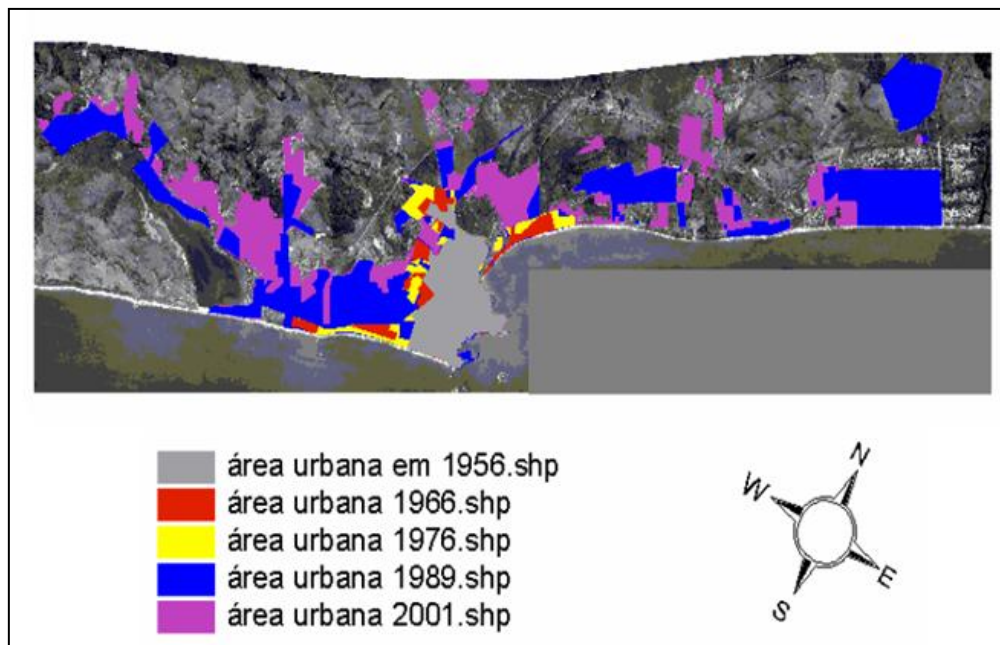 área urbana em 1956.shp
área urbana 1966.shp
área urbana 1976.shp
área urbana 1989.shp
área urbana 2001.shp
N
W
E
S